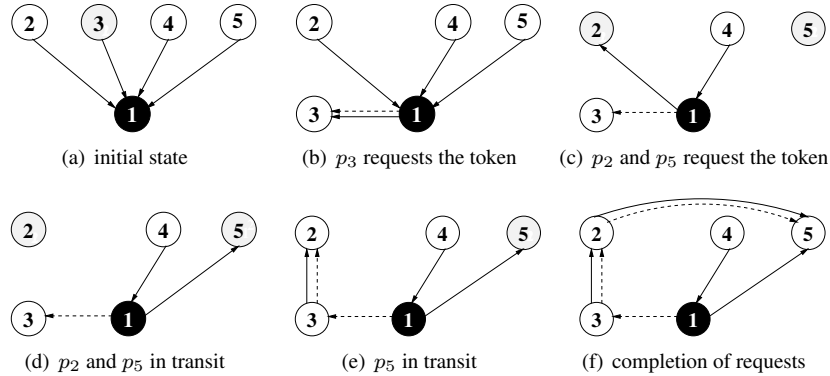 2 3 4 5
1
(a) initial state
2 4 5
3 1
(b) p₃ requests the token
2 4 5
3 1
(c) p₂ and p₅ request the token
2 4 5
3 1
(d) p₂ and p₅ in transit
2 4 5
3 1
(e) p₅ in transit
2 4 5
3 1
(f) completion of requests